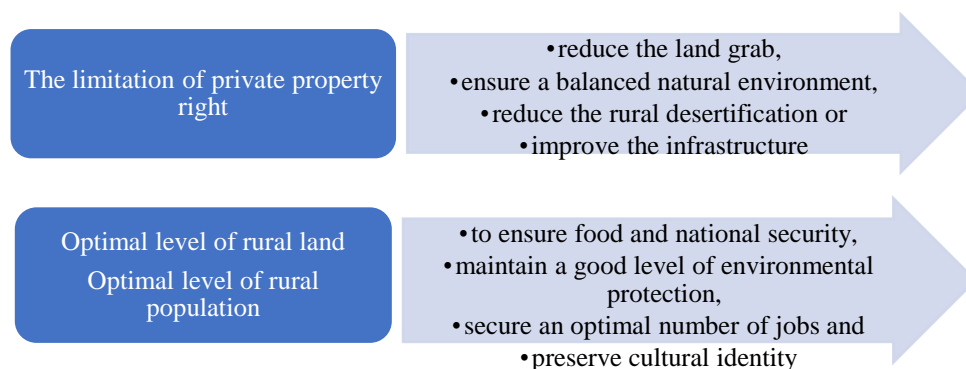 The limitation of private property
right
•reduce the land grab,
•ensure a balanced natural environment,
•reduce the rural desertification or
•improve the infrastructure
Optimal level of rural land
Optimal level of rural
population
•to ensure food and national security,
•maintain a good level of environmental
protection,
•secure an optimal number of jobs and
•preserve cultural identity